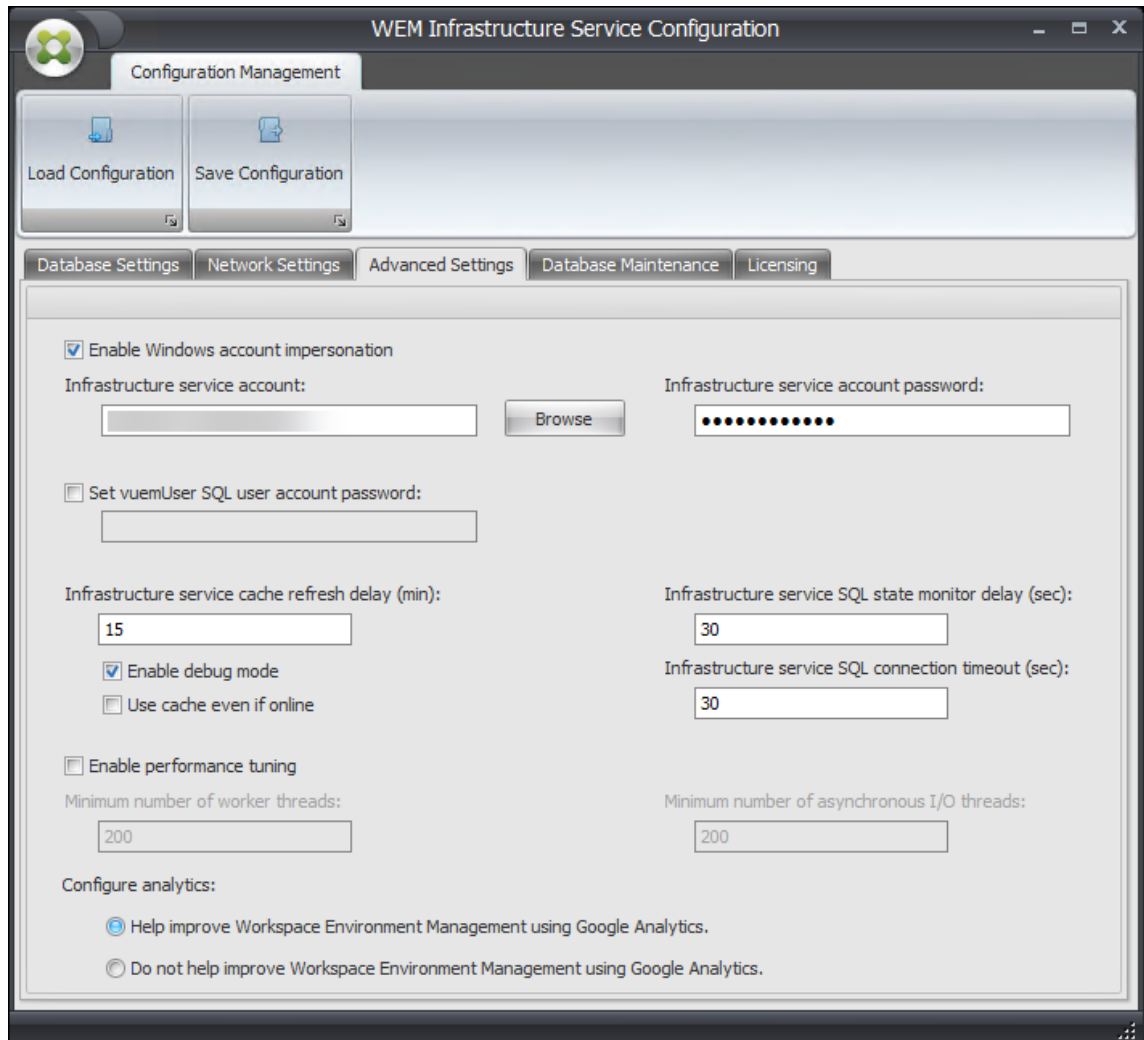 WEM Infrastructure Service Configuration
Configuration Management
Load Configuration
Save Configuration
Database Settings
Network Settings
Advanced Settings
Database Maintenance
Licensing
Enable Windows account impersonation
Infrastructure service account:
Infrastructure service account password:
Browse
••••••••••••
Set vuemUser SQL user account password:
Infrastructure service cache refresh delay (min):
Infrastructure service SQL state monitor delay (sec):
15
30
Enable debug mode
Infrastructure service SQL connection timeout (sec):
Use cache even if online
30
Enable performance tuning
Minimum number of worker threads:
Minimum number of asynchronous I/O threads:
200
200
Configure analytics:
Help improve Workspace Environment Management using Google Analytics.
Do not help improve Workspace Environment Management using Google Analytics.